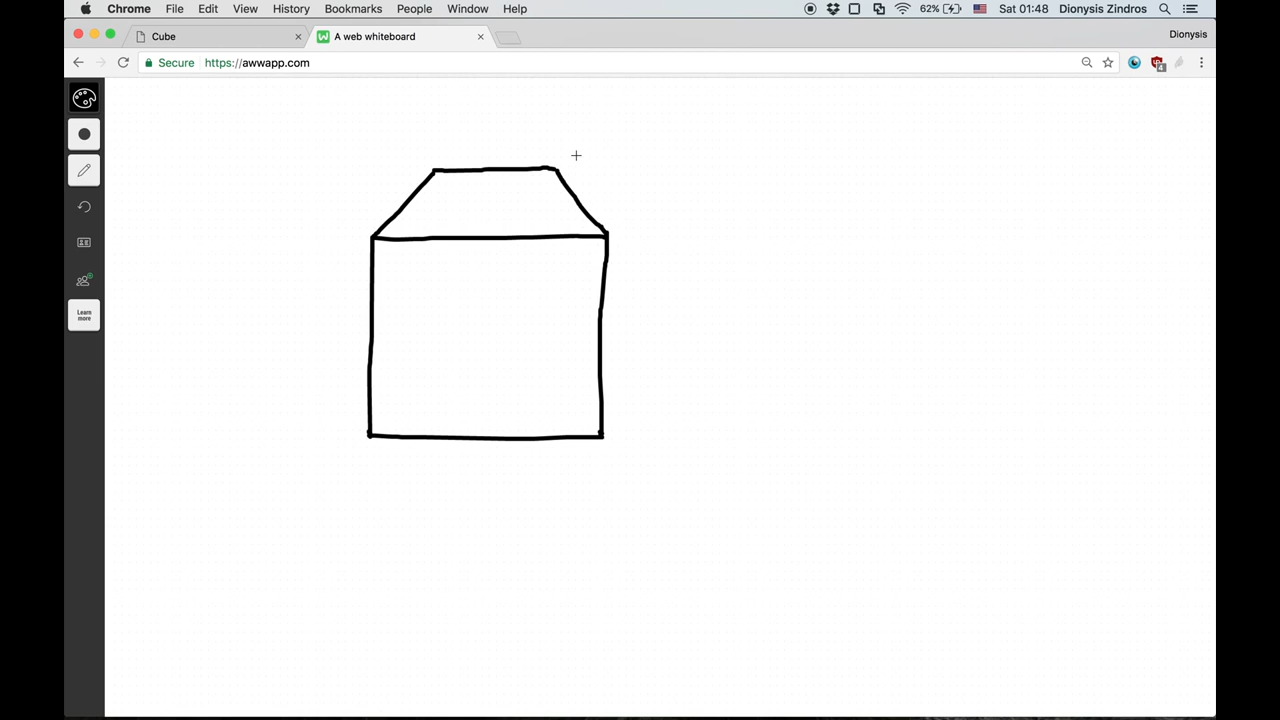 Chrome File Edit View History Bookmarks People Window Help 62% Sat 01:48 Dionysis Zindros
Cube A web whiteboard Dionysis
Secure https://awwapp.com 4
Learn
more